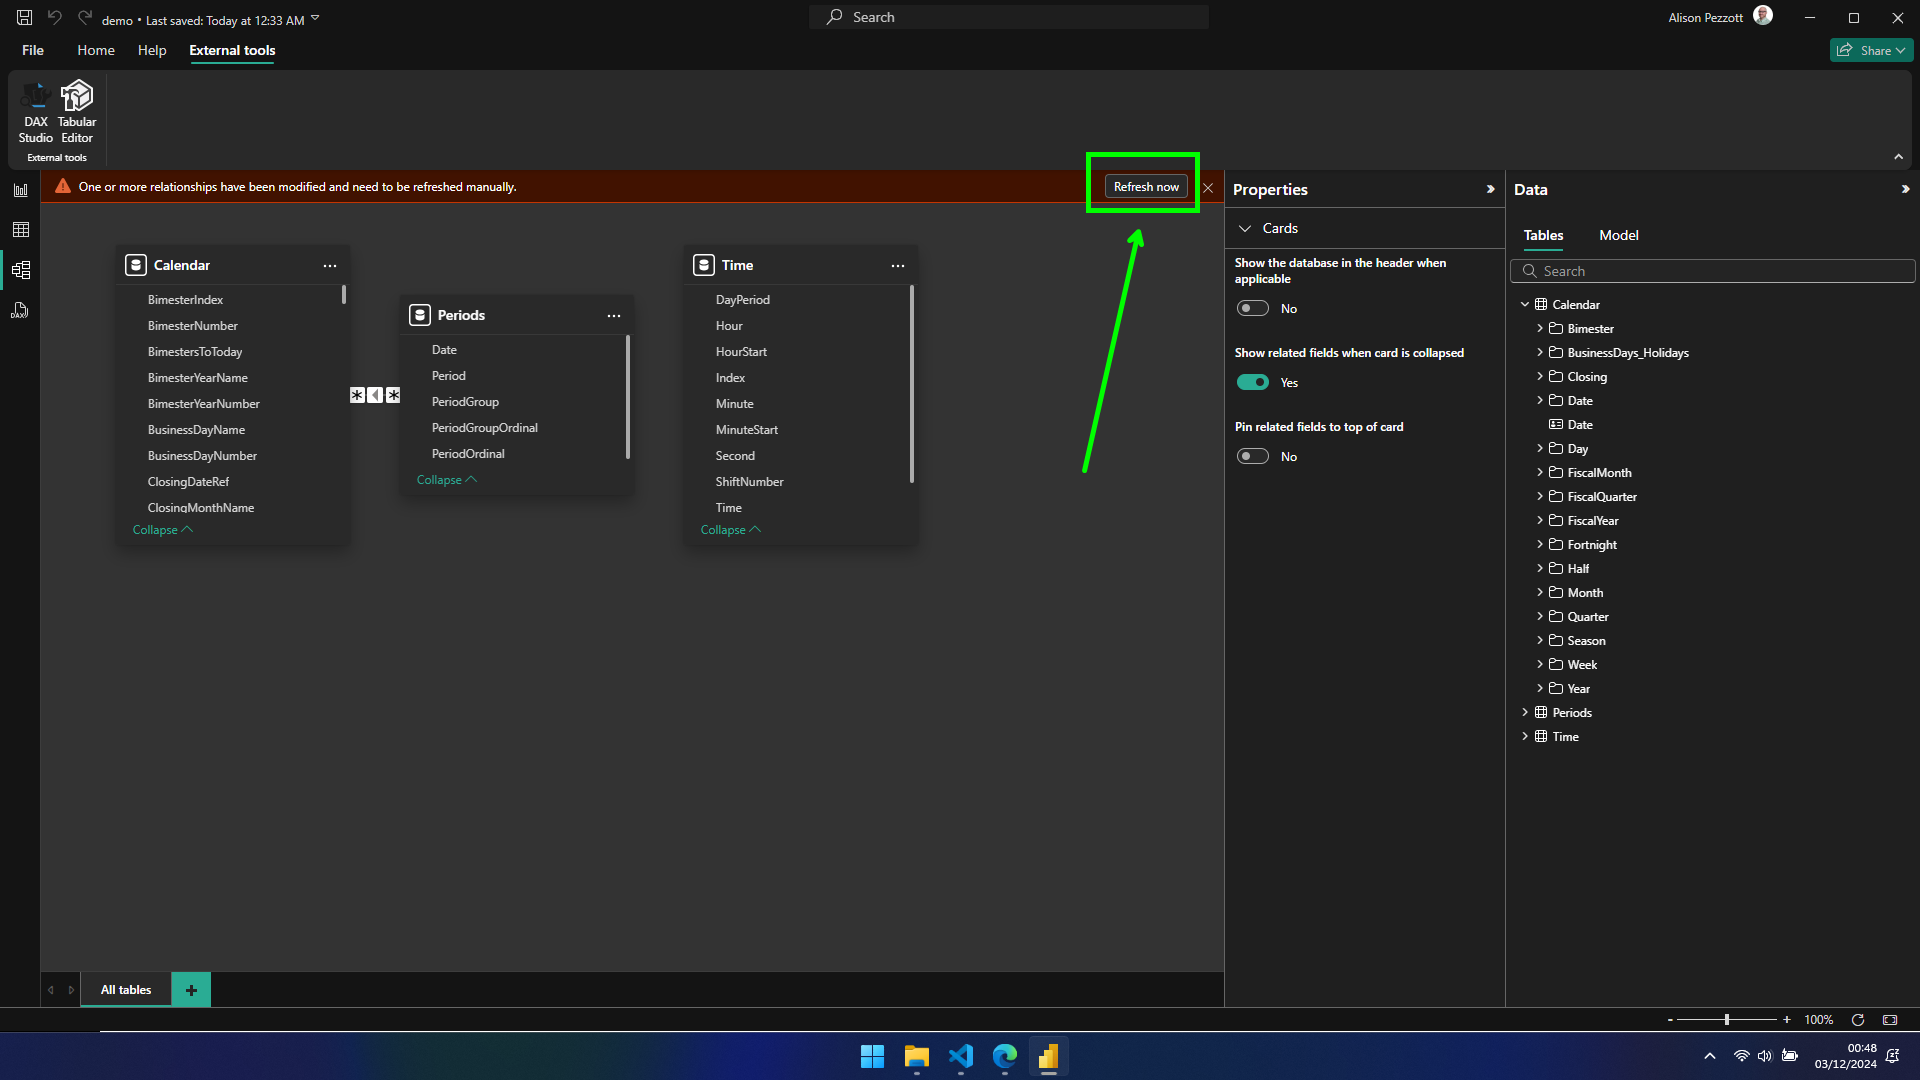 demo • Last saved: Today at 12:33 AM
Search
Alison Pezzott
File
Home
Help
External tools
Share
DAX
Studio
Tabular
Editor
External tools
One or more relationships have been modified and need to be refreshed manually.
Refresh now
Calendar
BimesterIndex
BimesterNumber
BimestersToToday
BimesterYearName
BimesterYearNumber
BusinessDayName
BusinessDayNumber
ClosingDateRef
ClosingMonthName
Collapse
Periods
Date
Period
PeriodGroup
PeriodGroupOrdinal
PeriodOrdinal
Collapse
Time
DayPeriod
Hour
HourStart
Index
Minute
MinuteStart
Second
ShiftNumber
Time
Collapse
Properties
Cards
Show the database in the header when
applicable
No
Show related fields when card is collapsed
Yes
Pin related fields to top of card
No
Data
Tables
Model
Search
Calendar
Bimester
BusinessDays_Holidays
Closing
Date
Date
Day
FiscalMonth
FiscalQuarter
FiscalYear
Fortnight
Half
Month
Quarter
Season
Week
Year
Periods
Time
All tables
+
- + 100%
00:48
03/12/2024